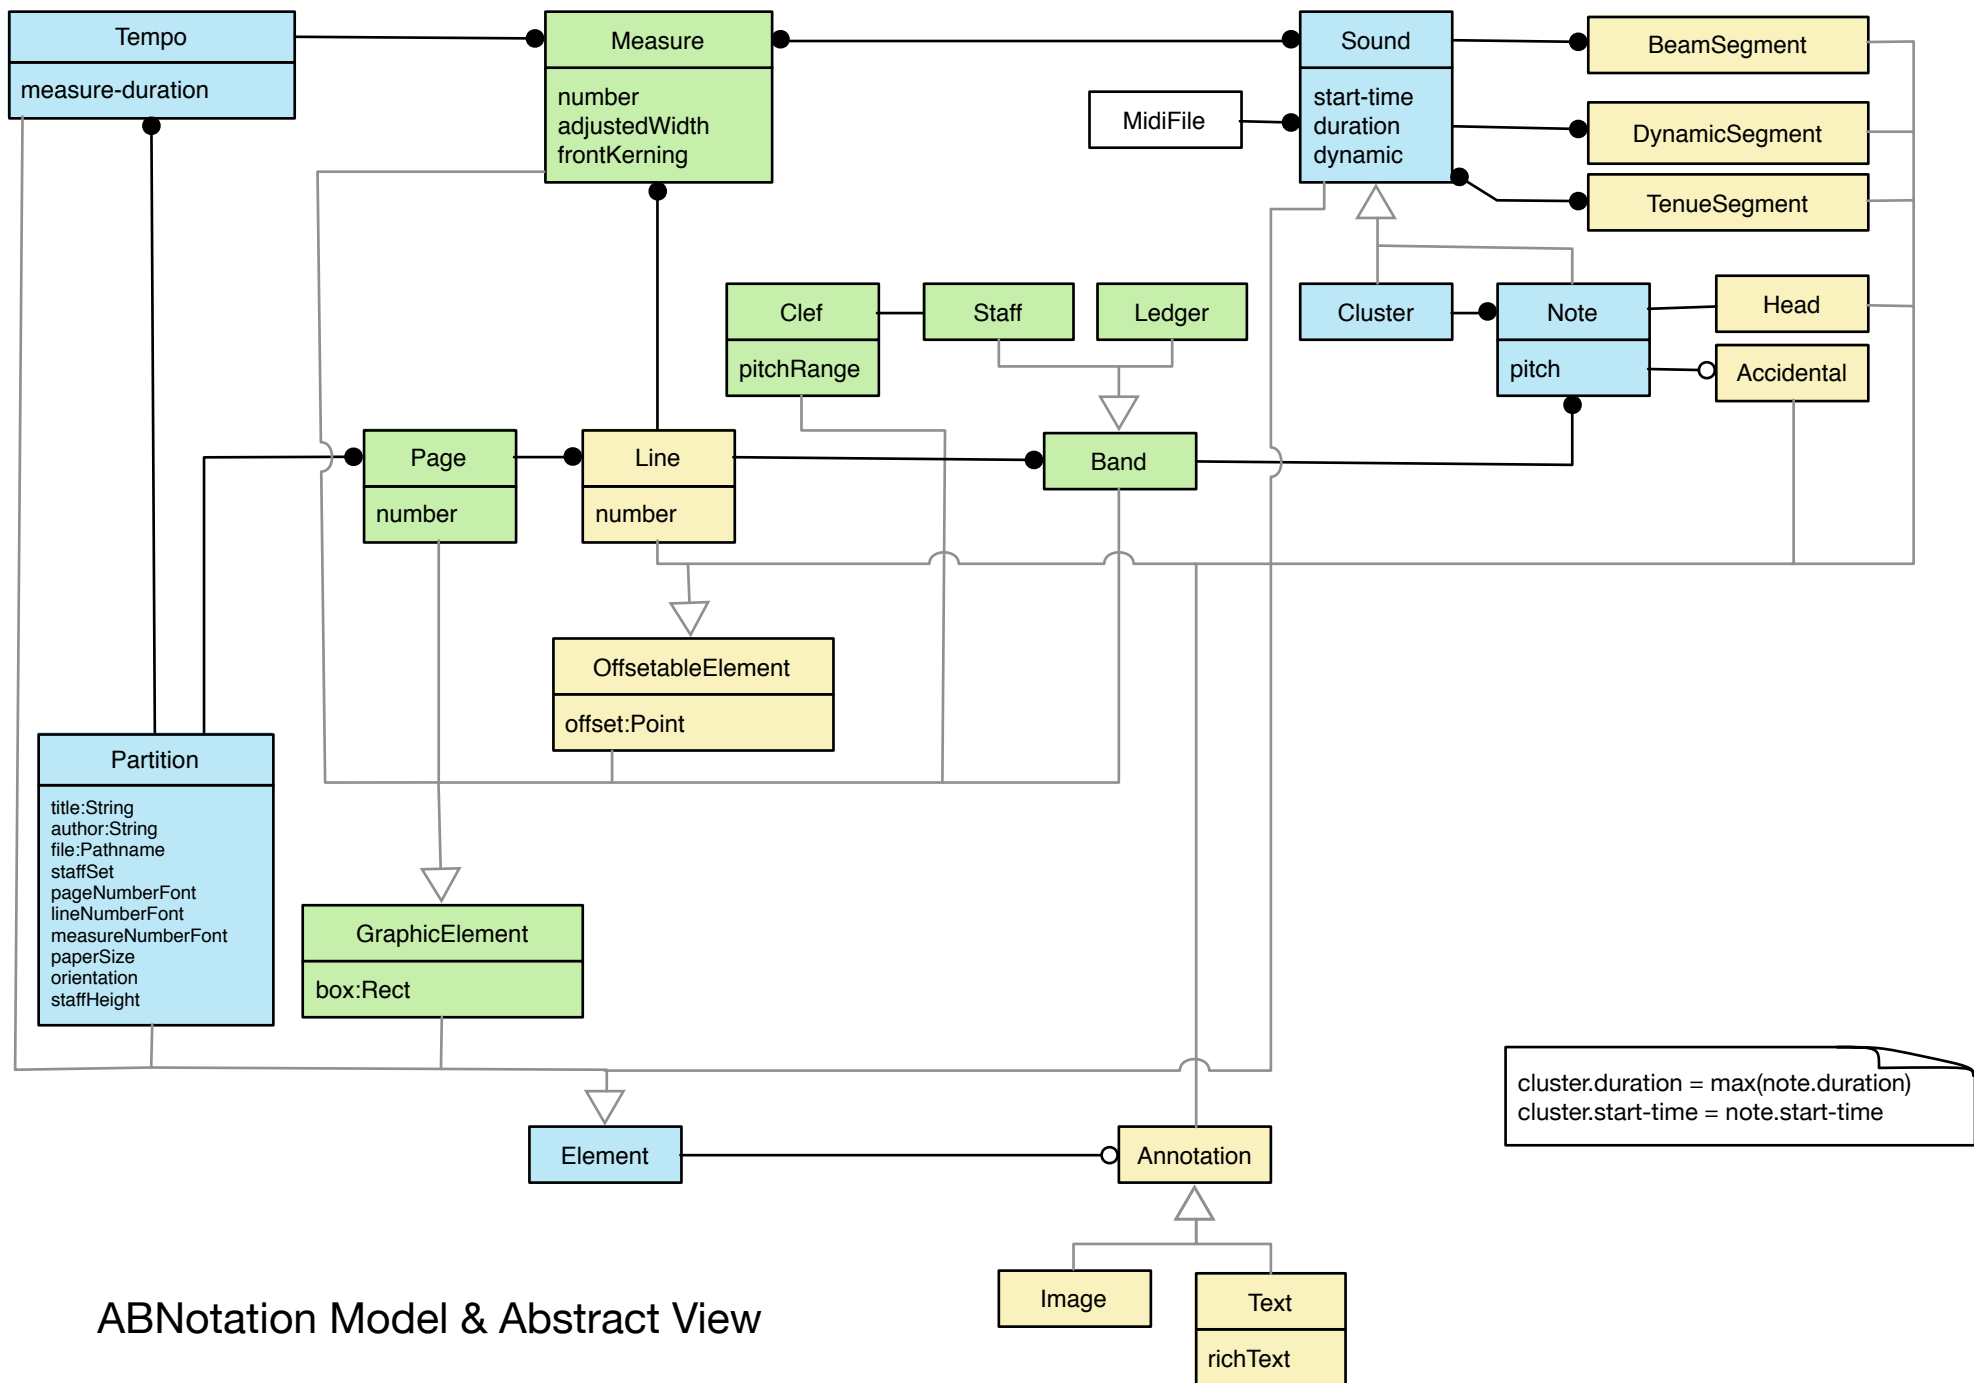 Tempo
measure-duration
Measure
number
adjustedWidth
frontKerning
Sound
start-time
duration
dynamic
BeamSegment
MidiFile
DynamicSegment
TenueSegment
Clef
pitchRange
Staff
Ledger
Cluster
Note
pitch
Head
Accidental
Page
number
Line
number
Band
OffsetableElement
offset:Point
Partition
title:String
author:String
file:Pathname
staffSet
pageNumberFont
lineNumberFont
measureNumberFont
paperSize
orientation
staffHeight
GraphicElement
box:Rect
cluster.duration = max(note.duration)
cluster.start-time = note.start-time
Element
Annotation
Image
Text
richText
ABNotation Model & Abstract View